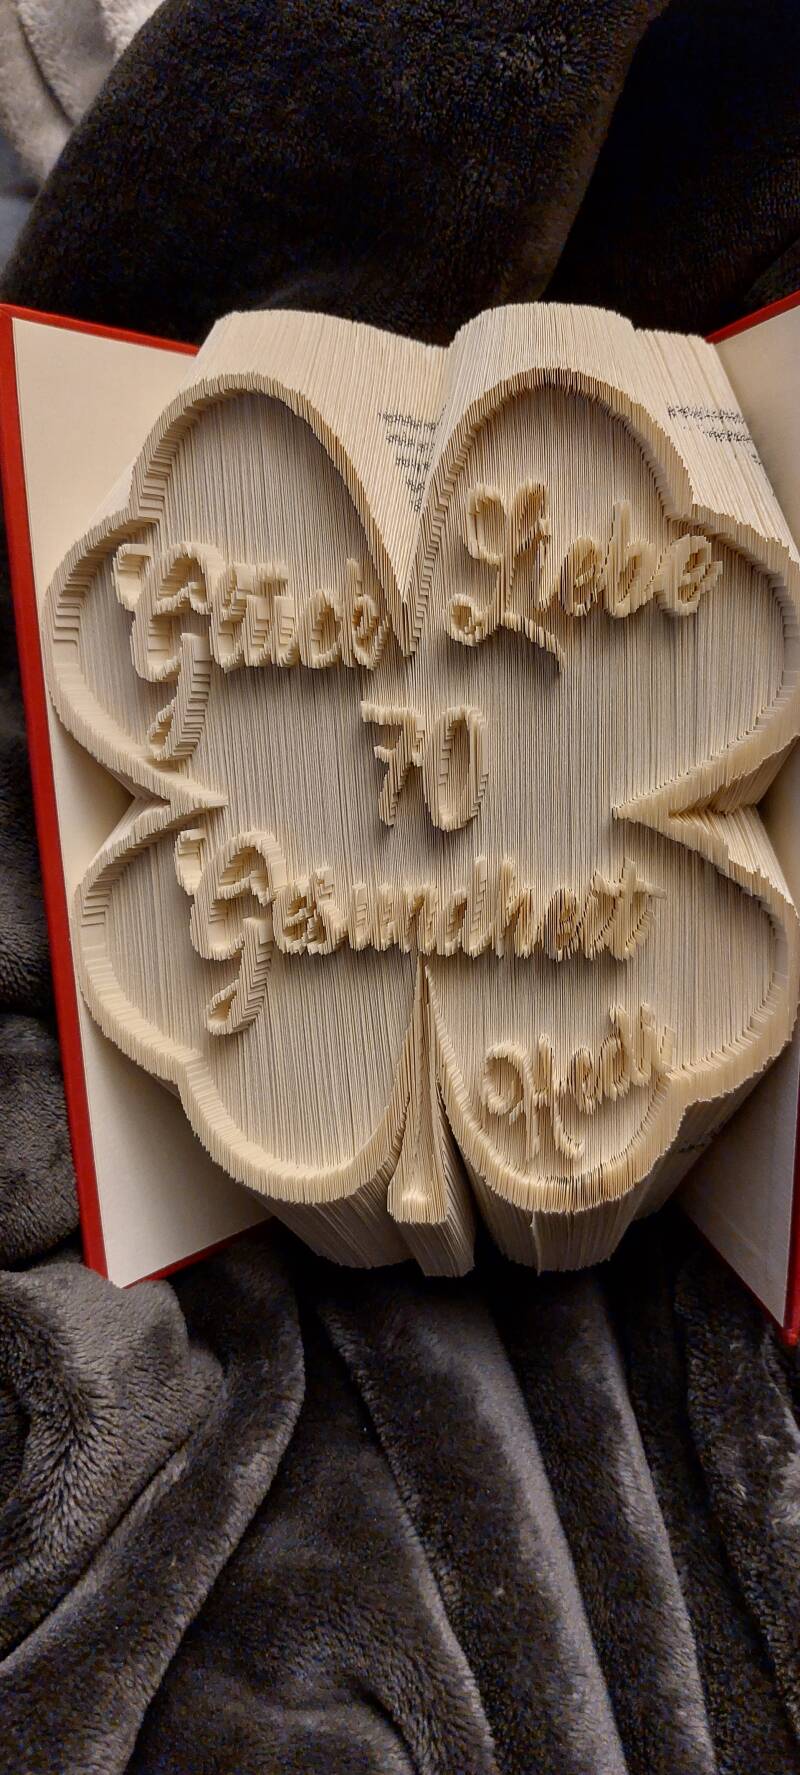 Glück Liebe
70
Gesundheit
Hedi